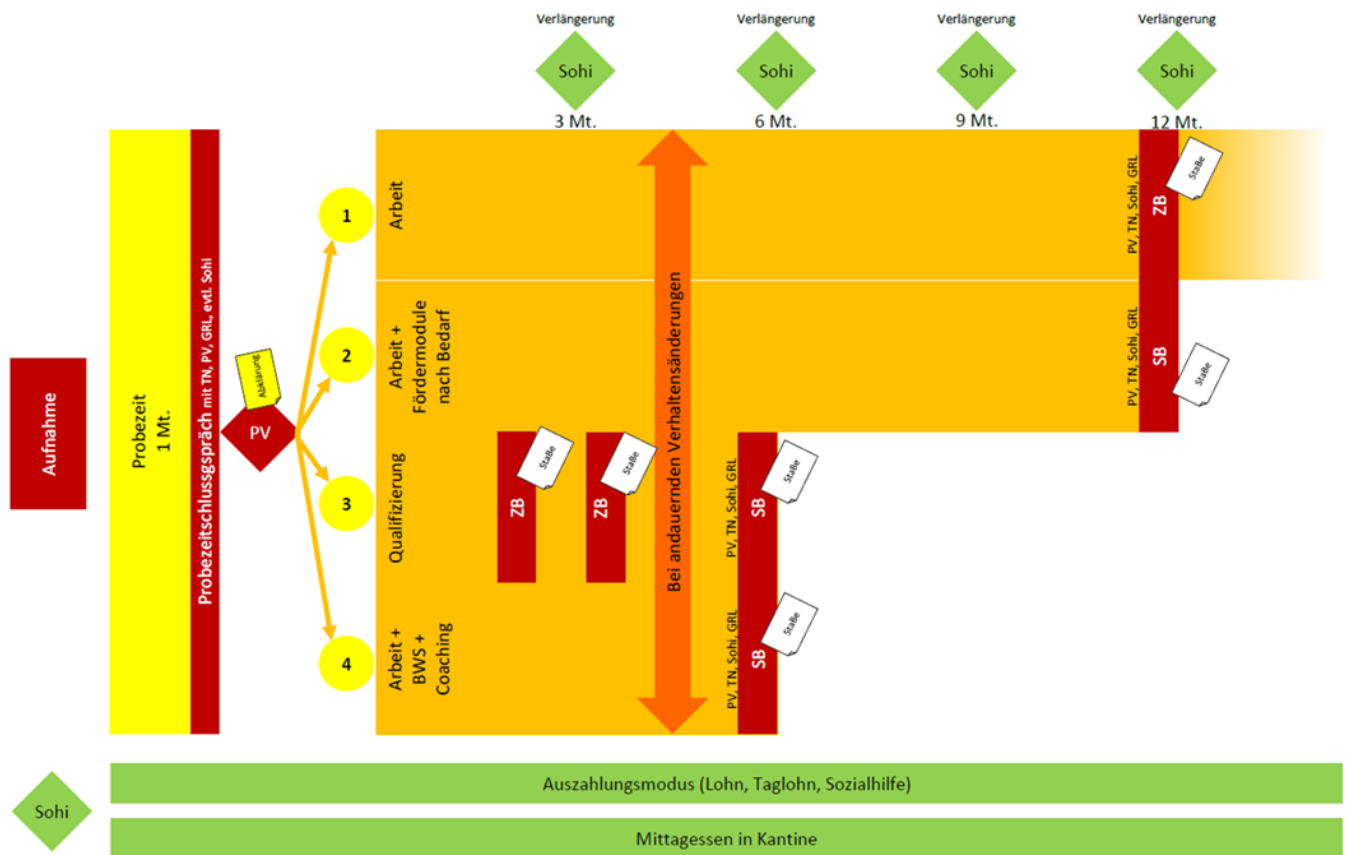 Verlängerung
Verlängerung
Verlängerung
Verlängerung
Sohi
Sohi
Sohi
Sohi
3 Mt.
6 Mt.
9 Mt.
12 Mt.
Aufnahme
Probezeit
1 Mt.
Probezeitschlussgspräch mit TN, PV, GRL, evtl. Sohi
Abklärung
PV
1
Arbeit
2
Arbeit +
Fördermodule
nach Bedarf
3
Qualifizierung
4
Arbeit +
BWS +
Coaching
ZB
StaBe
ZB
StaBe
Bei andauernden Verhaltensänderungen
PV, TN, Sohi, GRL
SB
StaBe
PV, TN, Sohi, GRL
SB
StaBe
PV, TN, Sohi, GRL
ZB
StaBe
PV, TN, Sohi, GRL
SB
StaBe
Sohi
Auszahlungsmodus (Lohn, Taglohn, Sozialhilfe)
Mittagessen in Kantine